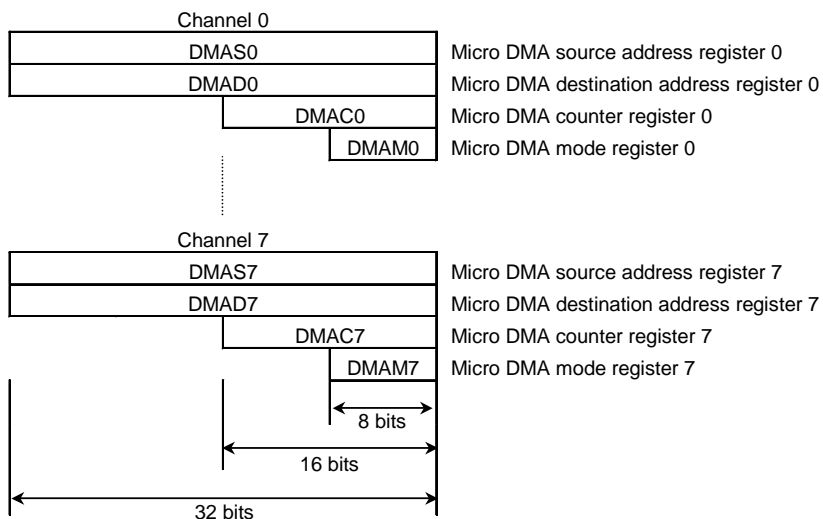 Channel 0
DMAS0 Micro DMA source address register 0
DMAD0 Micro DMA destination address register 0
DMAC0 Micro DMA counter register 0
DMAM0 Micro DMA mode register 0
Channel 7
DMAS7 Micro DMA source address register 7
DMAD7 Micro DMA destination address register 7
DMAC7 Micro DMA counter register 7
DMAM7 Micro DMA mode register 7
8 bits
16 bits
32 bits